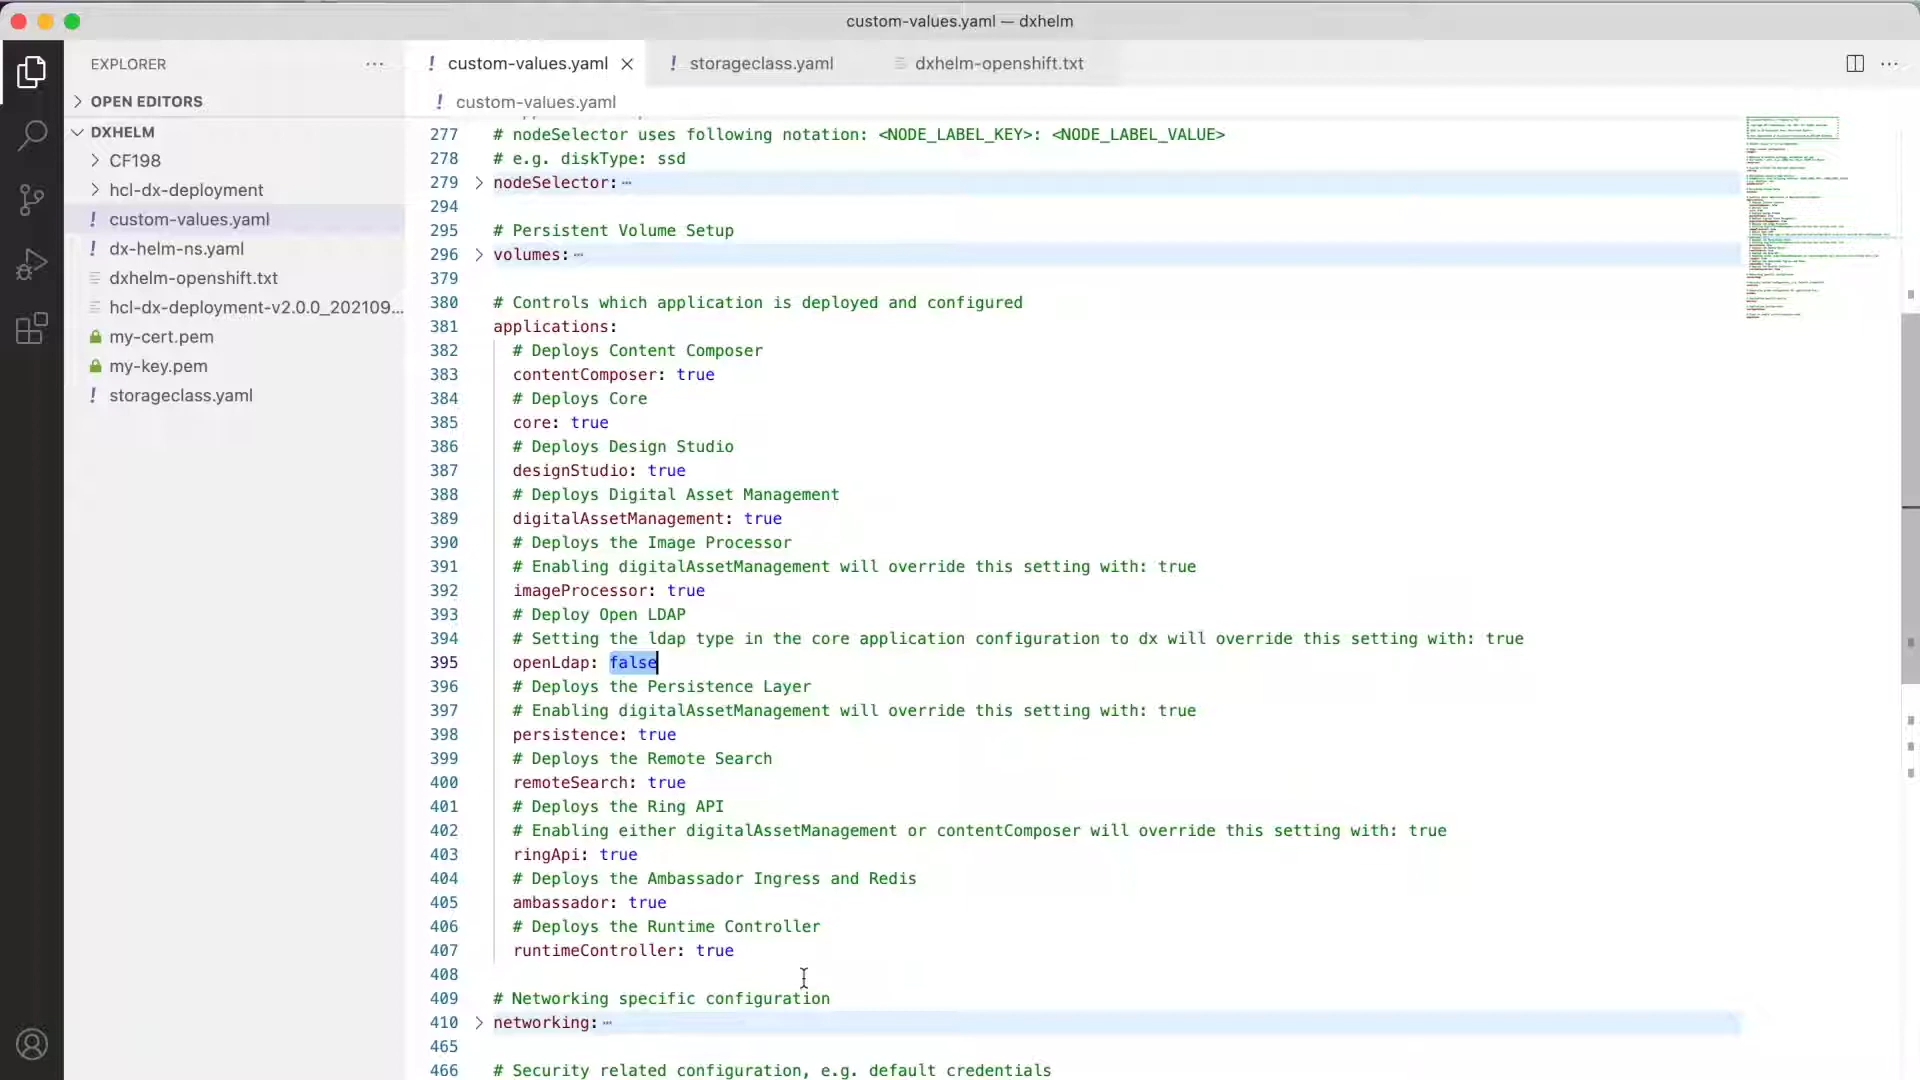 custom-values.yaml — dxhelm
EXPLORER
OPEN EDITORS
DXHELM
CF198
hcl-dx-deployment
! custom-values.yaml
! dx-helm-ns.yaml
dxhelm-openshift.txt
hcl-dx-deployment-v2.0.0_202109...
my-cert.pem
my-key.pem
! storageclass.yaml
! custom-values.yaml
! storageclass.yaml
dxhelm-openshift.txt
! custom-values.yaml
277 # nodeSelector uses following notation: <NODE_LABEL_KEY>: <NODE_LABEL_VALUE>
278 # e.g. diskType: ssd
279 nodeSelector:…
294
295 # Persistent Volume Setup
296 volumes:…
379
380 # Controls which application is deployed and configured
381 applications:
382 # Deploys Content Composer
383 contentComposer: true
384 # Deploys Core
385 core: true
386 # Deploys Design Studio
387 designStudio: true
388 # Deploys Digital Asset Management
389 digitalAssetManagement: true
390 # Deploys the Image Processor
391 # Enabling digitalAssetManagement will override this setting with: true
392 imageProcessor: true
393 # Deploy Open LDAP
394 # Setting the ldap type in the core application configuration to dx will override this setting with: true
395 openLdap: false
396 # Deploys the Persistence Layer
397 # Enabling digitalAssetManagement will override this setting with: true
398 persistence: true
399 # Deploys the Remote Search
400 remoteSearch: true
401 # Deploys the Ring API
402 # Enabling either digitalAssetManagement or contentComposer will override this setting with: true
403 ringApi: true
404 # Deploys the Ambassador Ingress and Redis
405 ambassador: true
406 # Deploys the Runtime Controller
407 runtimeController: true
408
409 # Networking specific configuration
410 networking:…
465
466 # Security related configuration, e.g. default credentials